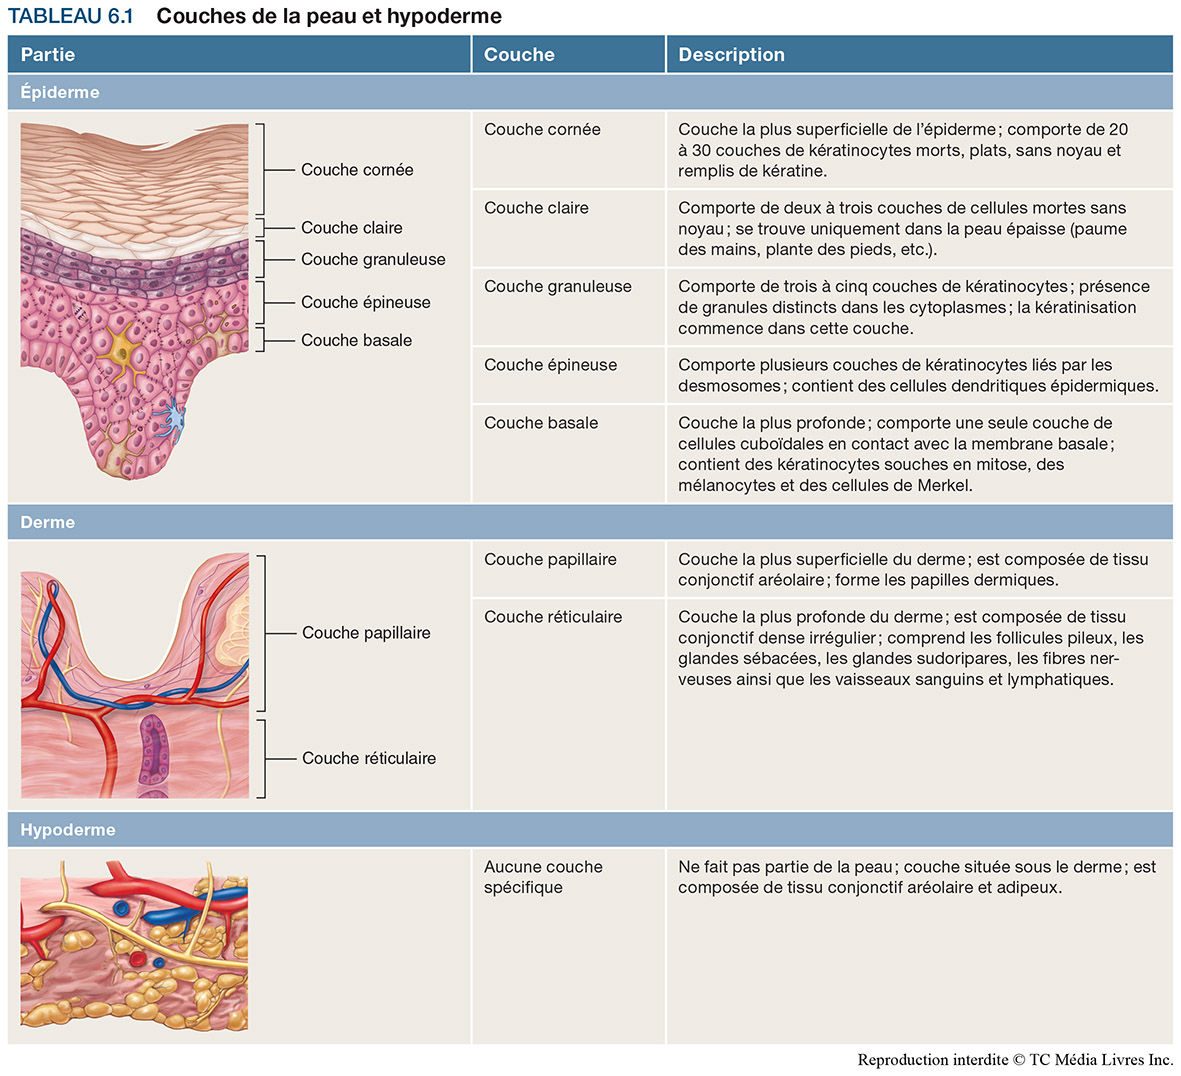 TABLEAU 6.1 Couches de la peau et hypoderme
Partie
Couche
Description
Épiderme
Couche cornée
Couche claire
Couche granuleuse
Couche épineuse
Couche basale
Couche cornée
Couche la plus superficielle de l'épiderme ; comporte de 20
à 30 couches de kératinocytes morts, plats, sans noyau et
remplis de kératine.
Couche claire
Comporte de deux à trois couches de cellules mortes sans
noyau ; se trouve uniquement dans la peau épaisse (paume
des mains, plante des pieds, etc.).
Couche granuleuse
Comporte de trois à cinq couches de kératinocytes ; présence
de granules distincts dans les cytoplasmes ; la kératinisation
commence dans cette couche.
Couche épineuse
Comporte plusieurs couches de kératinocytes liés par les
desmosomes ; contient des cellules dendritiques épidermiques.
Couche basale
Couche la plus profonde ; comporte une seule couche de
cellules cuboïdales en contact avec la membrane basale ;
contient des kératinocytes souches en mitose, des
mélanocytes et des cellules de Merkel.
Derme
Couche papillaire
Couche réticulaire
Couche papillaire
Couche la plus superficielle du derme ; est composée de tissu
conjonctif aréolaire ; forme les papilles dermiques.
Couche réticulaire
Couche la plus profonde du derme ; est composée de tissu
conjonctif dense irrégulier ; comprend les follicules pileux, les
glandes sébacées, les glandes sudoripares, les fibres ner-
veuses ainsi que les vaisseaux sanguins et lymphatiques.
Hypoderme
Aucune couche
spécifique
Ne fait pas partie de la peau ; couche située sous le derme ; est
composée de tissu conjonctif aréolaire et adipeux.
Reproduction interdite © TC Média Livres Inc.